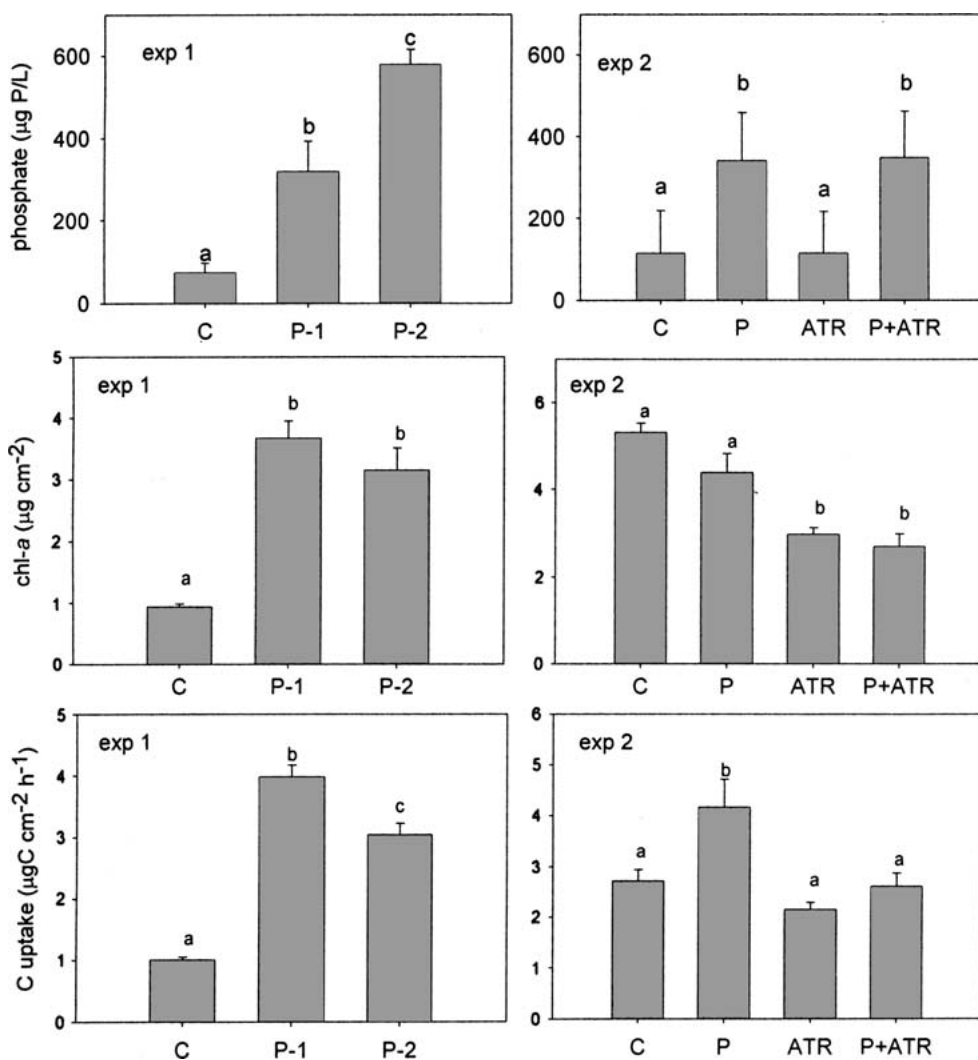 phosphate (µg P/L)
exp 1
600
400
200
0
a
b
c
C P-1 P-2
exp 2
600
400
200
0
a
b
a
b
C P ATR P+ATR
chl-a (µg cm-2)
exp 1
5
4
3
2
1
0
a
b
b
C P-1 P-2
exp 2
6
4
2
0
a
a
b
b
C P ATR P+ATR
C uptake (µgC cm-2 h-1)
exp 1
5
4
3
2
1
0
a
b
c
C P-1 P-2
exp 2
6
5
4
3
2
1
0
a
b
a
a
C P ATR P+ATR